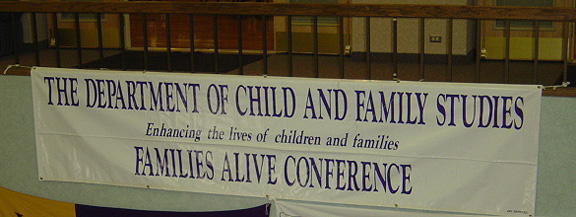 THE DEPARTMENT OF CHILD AND FAMILY STUDIES
Enhancing the lives of children and families
FAMILIES ALIVE CONFERENCE